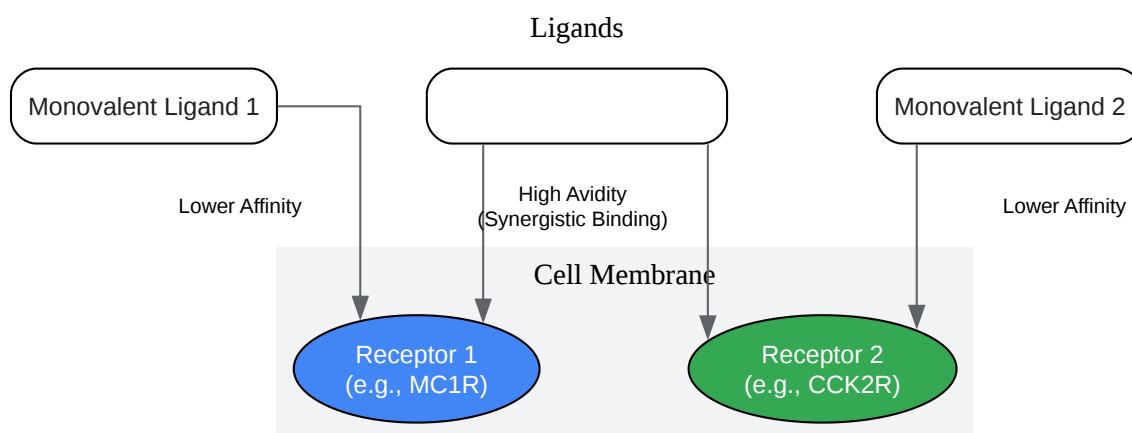 Ligands
Monovalent Ligand 1
Monovalent Ligand 2
Lower Affinity
High Avidity
(Synergistic Binding)
Lower Affinity
Cell Membrane
Receptor 1
(e.g., MC1R)
Receptor 2
(e.g., CCK2R)